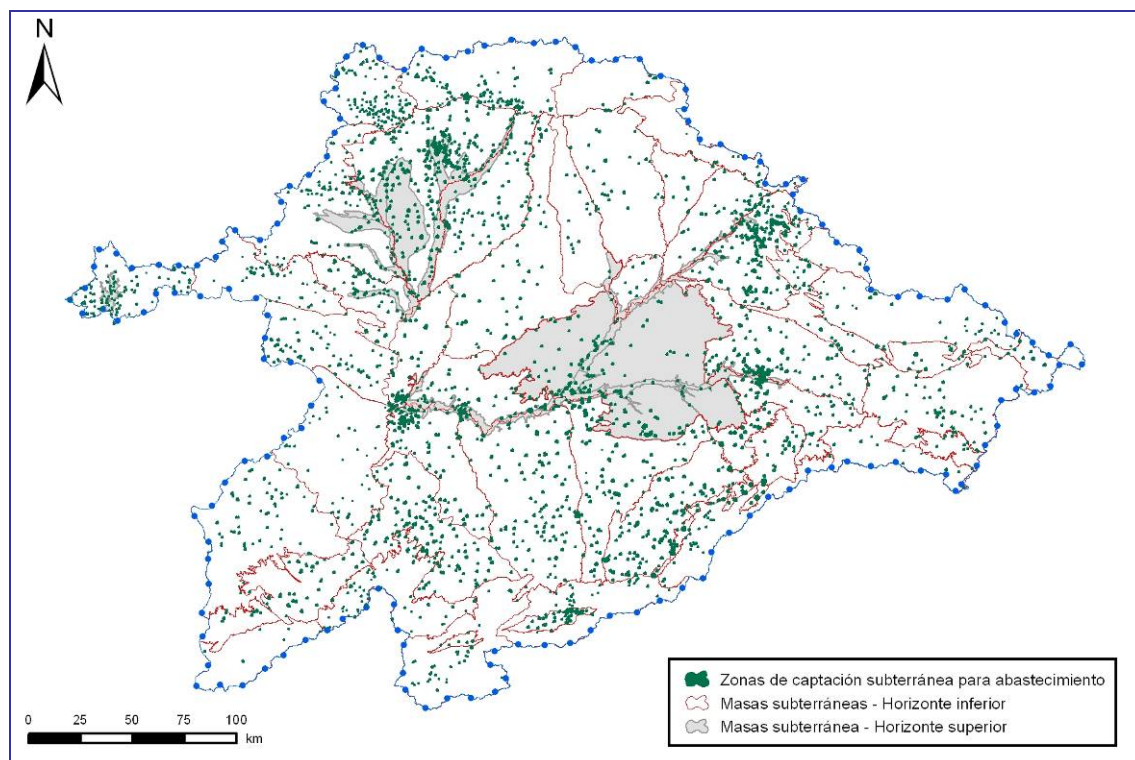 N
Zonas de captación subterránea para abastecimiento
Masas subterráneas - Horizonte inferior
Masas subterránea - Horizonte superior
0 25 50 75 100
km